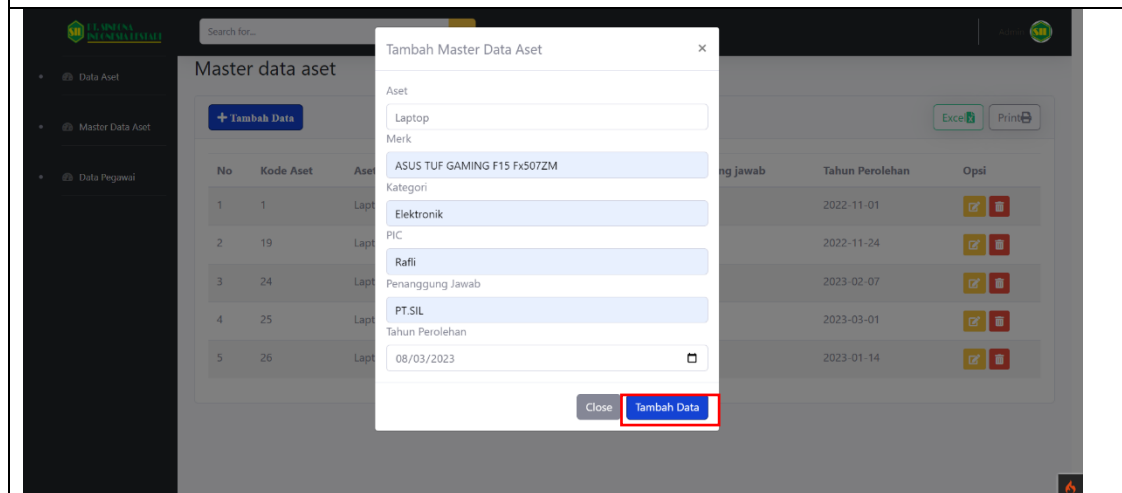 PT. SINFONA
INDONESIA LESTARI
Search for...
Admin
Data Aset
Master Data Aset
Data Pegawai
Master data aset
Tambah Data
Excel
Print
No Kode Aset Aset ng jawab Tahun Perolehan Opsi
1 1 Lapt 2022-11-01
2 19 Lapt 2022-11-24
3 24 Lapt 2023-02-07
4 25 Lapt 2023-03-01
5 26 Lapt 2023-01-14
Tambah Master Data Aset ×
Aset
Laptop
Merk
ASUS TUF GAMING F15 Fx507ZM
Kategori
Elektronik
PIC
Rafli
Penanggung Jawab
PT.SIL
Tahun Perolehan
08/03/2023
Close Tambah Data